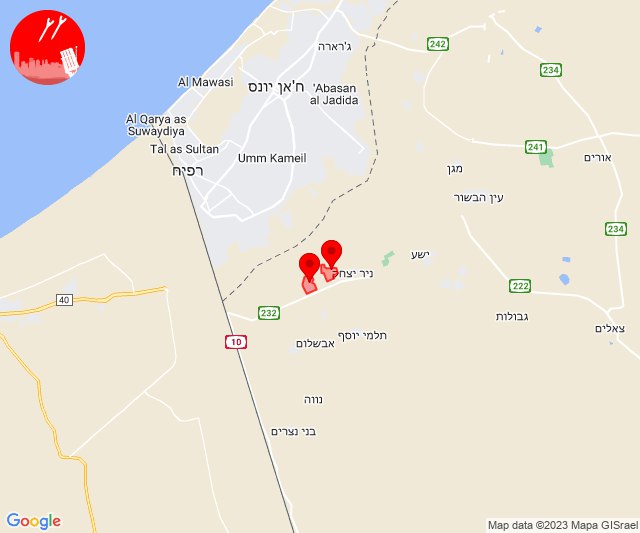 ג'רארה
242
234
Al Mawasi
ח'אן יונס
'Abasan
al Jadida
Al Qarya as
Suwaydiya
Tal as Sultan
Umm Kameil
רפיח
241
אורים
מגן
עין הבשור
234
ישע
ניר יצחק
40
222
232
גבולות
צאלים
תלמי יוסף
אבשלום
10
נווה
בני נצרים
Google
Map data ©2023 Mapa GISrael